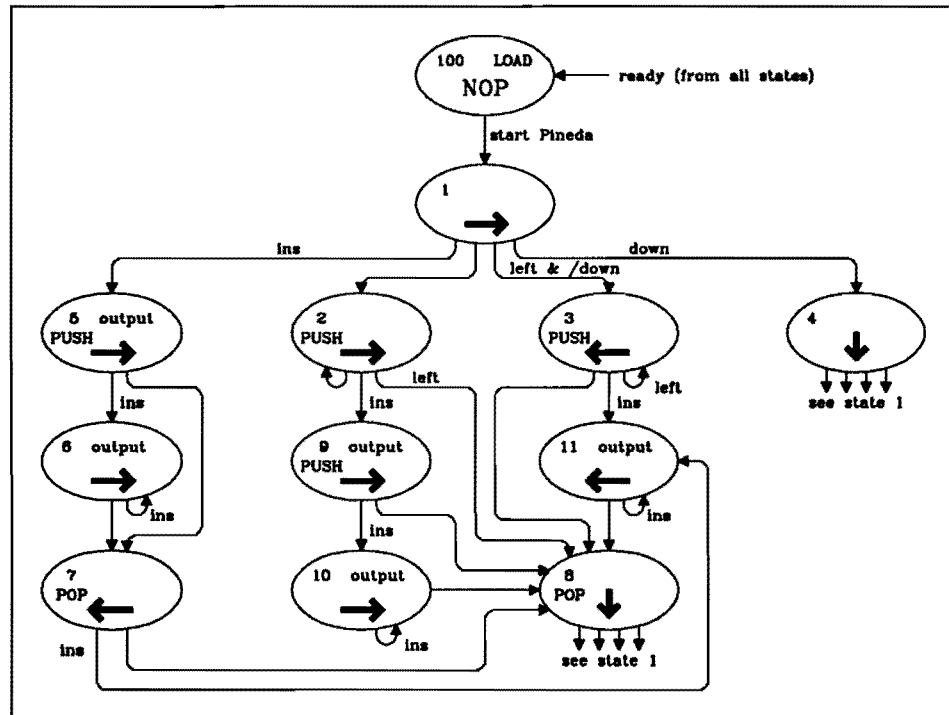 100 LOAD
NOP
ready (from all states)
start Pineda
1
ins
left & /down
down
5 output
PUSH
2
PUSH
3
PUSH
4
left
left
ins
ins
ins
see state 1
6 output
9 output
PUSH
11 output
ins
ins
ins
7
POP
10 output
8
POP
ins
ins
see state 1